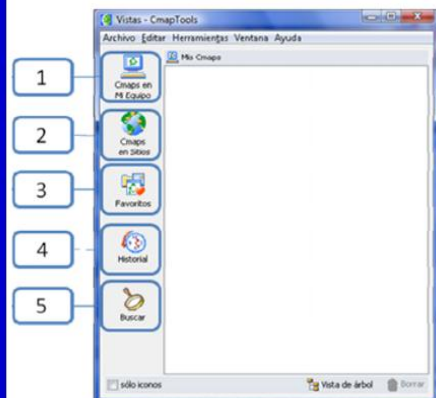 Vistas - CmapTools
Archivo Editar Herramientas Ventana Ayuda
Mis Cmaps
1
Cmaps en
Mi Equipo
2
Cmaps
en Sitios
3
Favoritos
4
Historial
5
Buscar
sólo iconos
Vista de árbol
Borrar